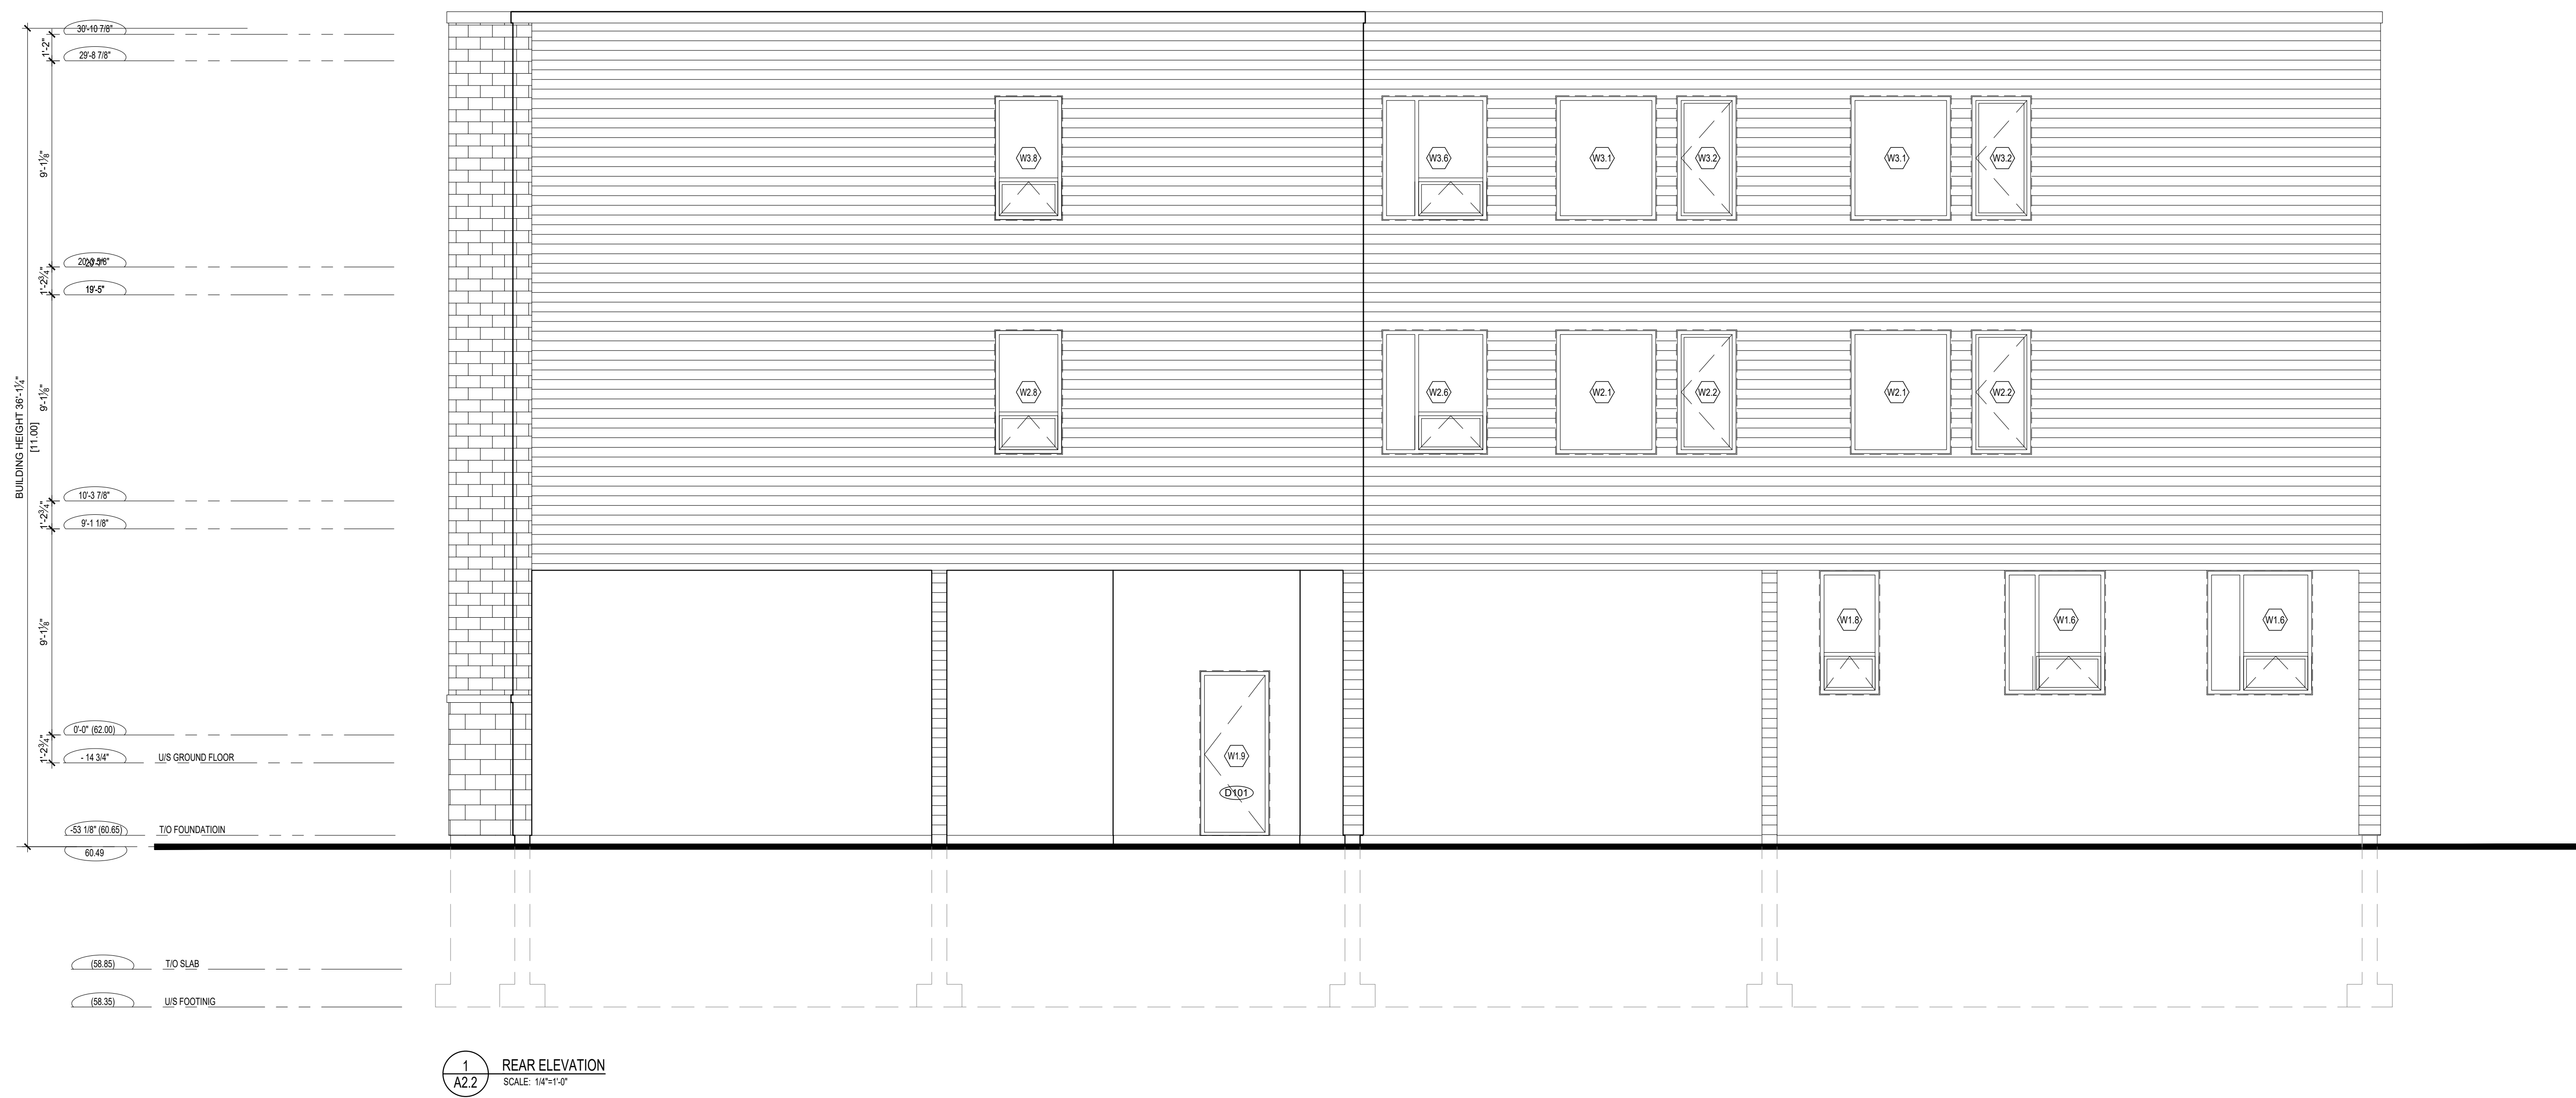 30'-10 7/8"
1'-2"
29'-8 7/8"
W3.8
W3.6
W3.1
W3.2
W3.1
W3.2
9'-1 1/8"
1'-2 3/4"
19'-5"
W2.8
W2.6
W2.1
W2.2
W2.1
W2.2
9'-1 1/8"
BUILDING HEIGHT 36'-1 1/4"
[11.00]
10'-3 7/8"
1'-2 3/4"
9'-1 1/8"
9'-1 1/8"
W1.8
W1.6
W1.6
0'-0" (62.00)
1'-2 3/4"
- 14 3/4"
U/S GROUND FLOOR
W1.9
D101
-53 1/8" (60.65)
T/O FOUNDATIOIN
60.49
(58.85)
T/O SLAB
(58.35)
U/S FOOTINIG
1
A2.2
REAR ELEVATION
SCALE: 1/4"=1'-0"